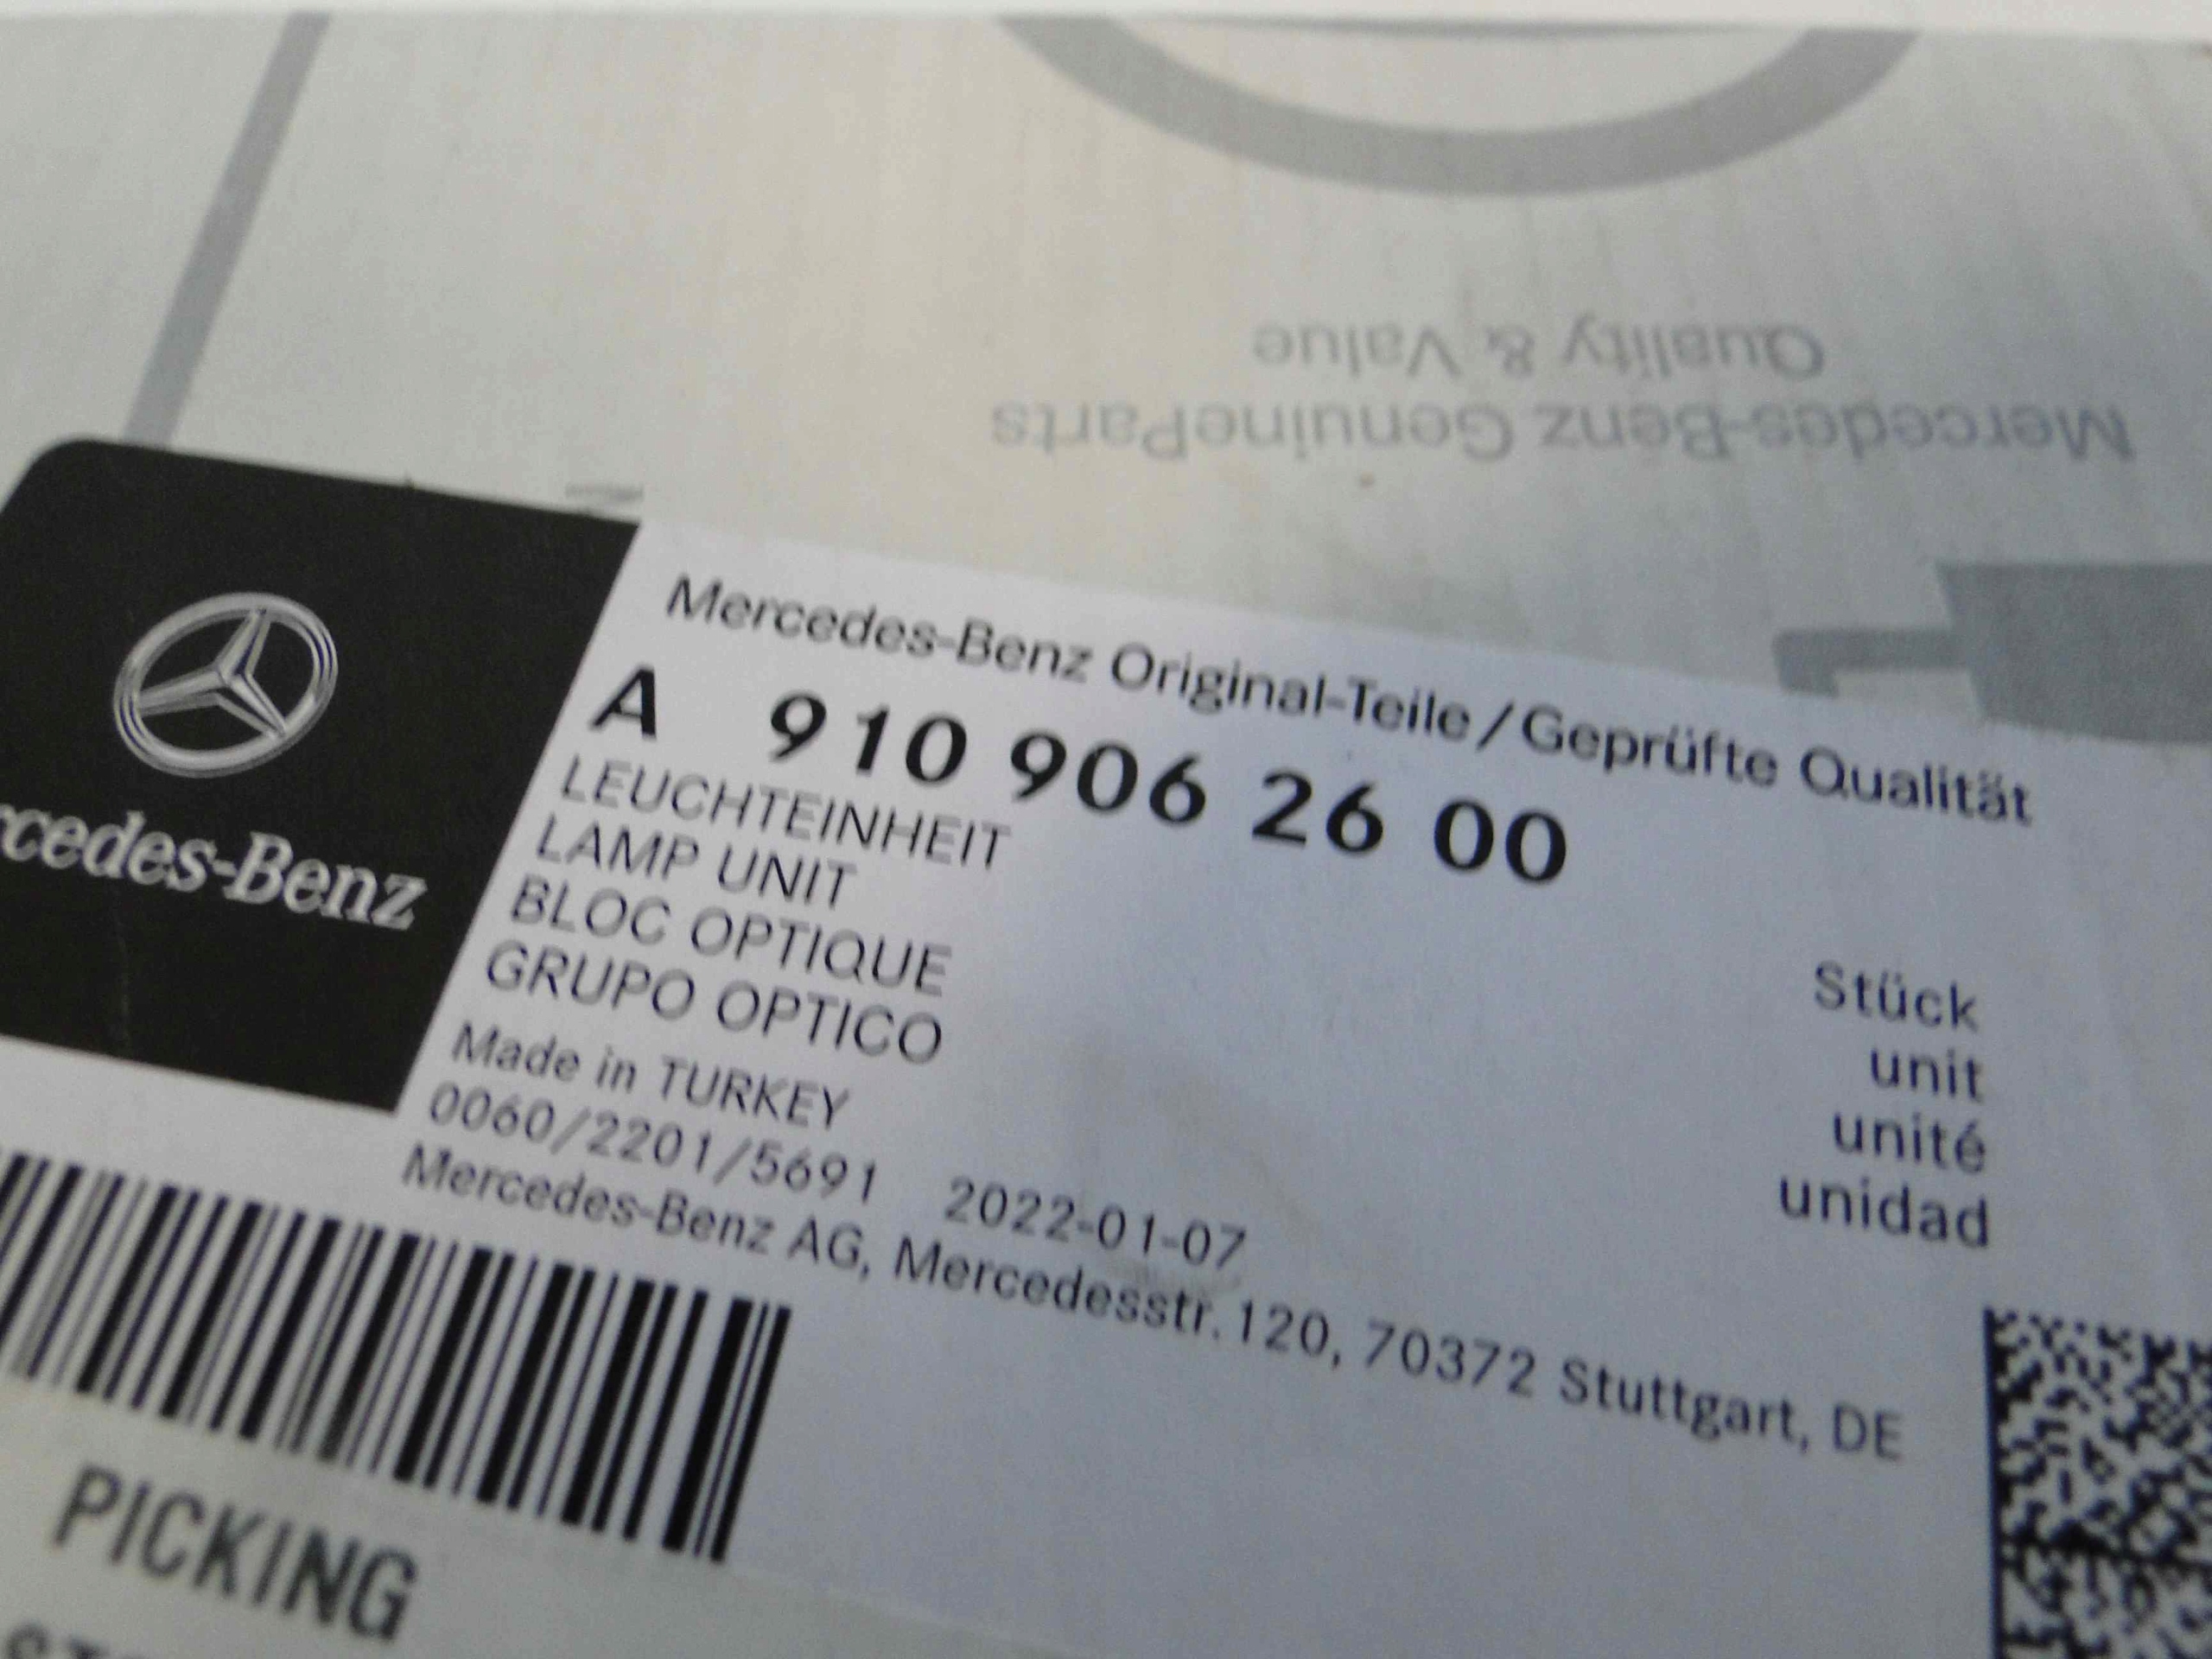 Quality & Value
Mercedes-Benz GenuineParts
Mercedes-Benz Original-Teile/Geprüfte Qualität
A 910 906 26 00
LEUCHTEINHEIT
LAMP UNIT
BLOC OPTIQUE
GRUPO OPTICO
Stück
unit
unité
unidad
Made in TURKEY
0060/2201/5691 2022-01-07
Mercedes-Benz AG, Mercedesstr. 120, 70372 Stuttgart, DE
rcedes-Benz
PICKING